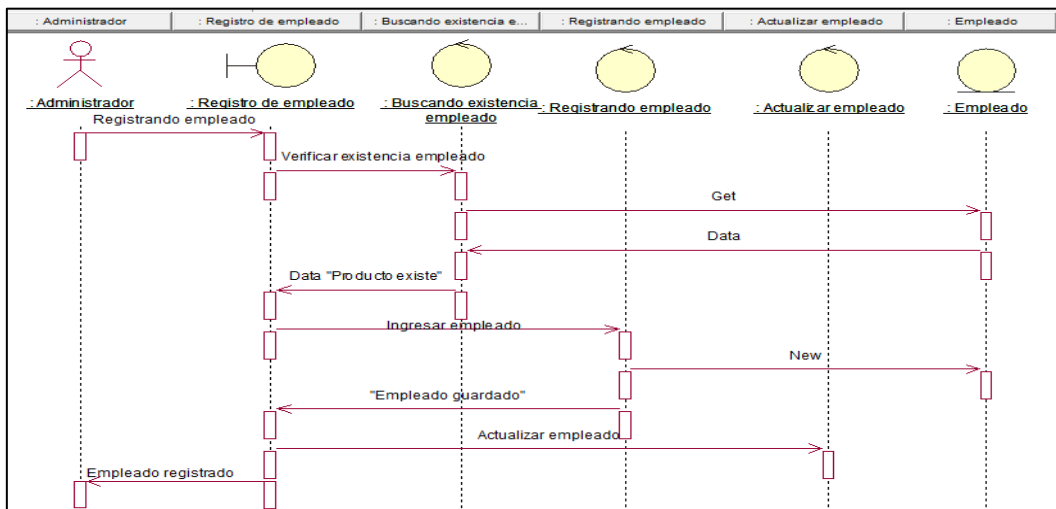 : Administrador
: Registro de empleado
: Buscando existencia e...
: Registrando empleado
: Actualizar empleado
: Empleado
: Administrador
: Registro de empleado
: Buscando existencia
empleado
: Registrando empleado
: Actualizar empleado
: Empleado
Registrando empleado
Verificar existencia empleado
Get
Data
Data "Producto existe"
Ingresar empleado
New
"Empleado guardado"
Actualizar empleado
Empleado registrado